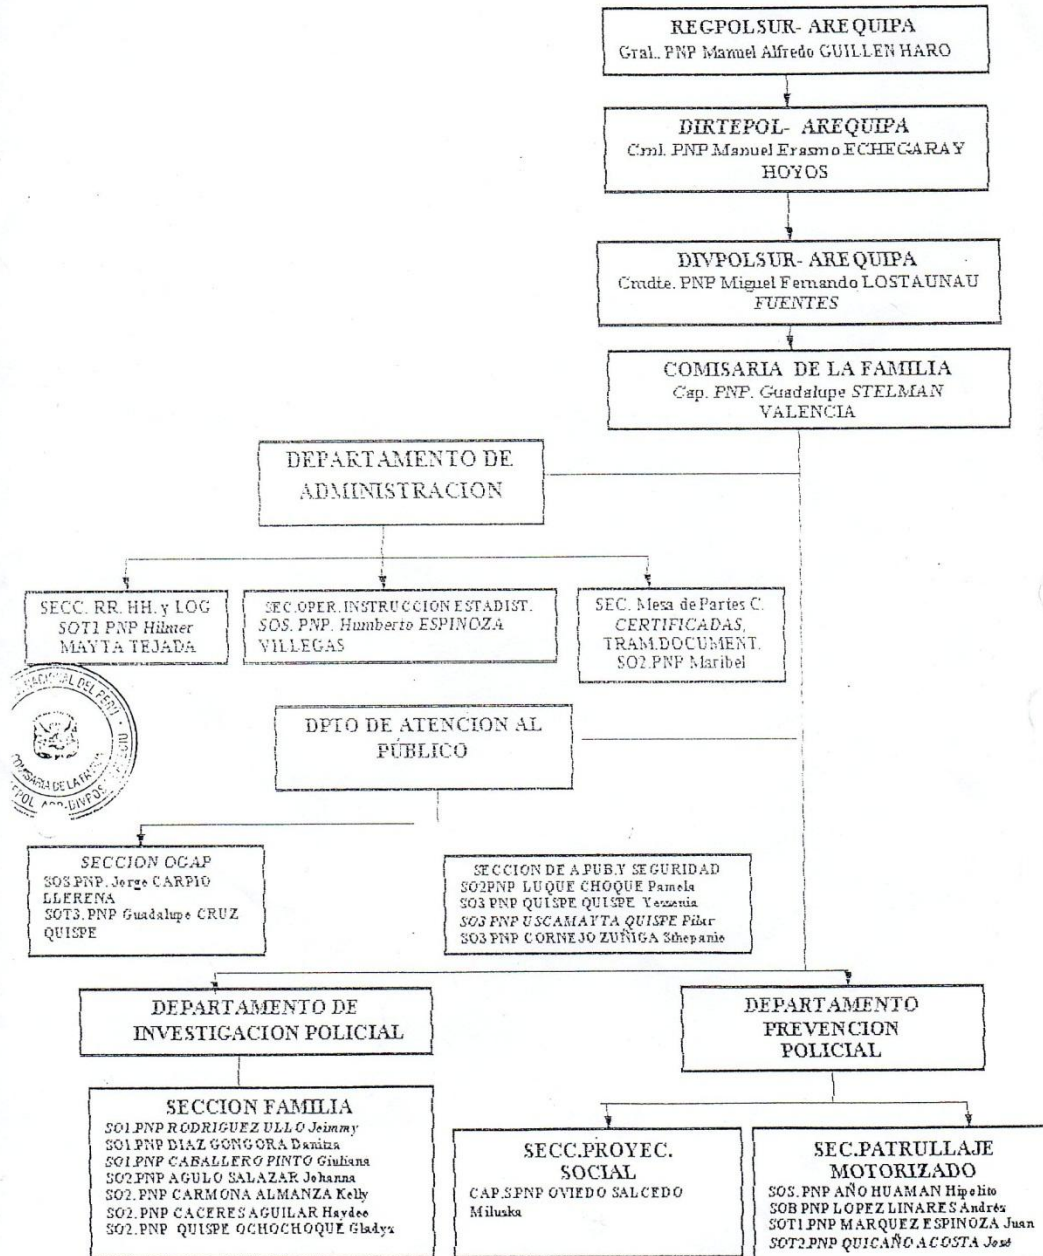 REGPOLSUR- AREQUIPA
Gral.. PNP Manuel Alfredo GUILLEN HARO
DIRTEPOL- AREQUIPA
Crnl. PNP Manuel Erasmo ECHEGARAY
HOYOS
DIVPOLSUR- AREQUIPA
Cmdte. PNP Miguel Fernando LOSTAUNAU
FUENTES
COMISARIA DE LA FAMILIA
Cap. PNP. Guadalupe STELMAN
VALENCIA
DEPARTAMENTO DE
ADMINISTRACION
SECC. RR. HH. y LOG
SOT1 PNP Hilmer
MAYTA TEJADA
SEC.OPER.INSTRUCCION ESTADIST.
SOS. PNP. Humberto ESPINOZA
VILLEGAS
SEC. Mesa de Partes C.
CERTIFICADAS,
TRAM.DOCUMENT.
SO2.PNP Maribel
DPTO DE ATENCION AL
PÚBLICO
NACIONAL DEL PERÚ
COMISARIA DE LA FAMILIA
SECCION OGAP
SOS.PNP. Jorge CARPIO
LLERENA
SOT3.PNP Guadalupe CRUZ
QUISPE
SECCION DE A.PUB.Y SEGURIDAD
SO2PNP LUQUE CHOQUE Pamela
SO3 PNP QUISPE QUISPE Yessenia
SO3 PNP USCAMAYTA QUISPE Pilar
SO3 PNP CORNEJO ZUÑIGA Sthepanie
DEPARTAMENTO DE
INVESTIGACION POLICIAL
DEPARTAMENTO
PREVENCION
POLICIAL
SECCION FAMILIA
SO1.PNP RODRIGUEZ ULLO Jeimmy
SO1.PNP DIAZ GONGORA Danitza
SO1.PNP CABALLERO PINTO Giuliana
SO2.PNP AGULO SALAZAR Johanna
SO2.PNP CARMONA ALMANZA Kelly
SO2.PNP CACERES AGUILAR Haydee
SO2.PNP QUISPE OCHOCHOQUE Gladys
SECC.PROYEC.
SOCIAL
CAP.S.PNP OVIEDO SALCEDO
Miluska
SEC.PATRULLAJE
MOTORIZADO
SOS.PNP AÑO HUAMAN Hipolito
SOB PNP LOPEZ LINARES Andrés
SOT1.PNP MARQUEZ ESPINOZA Juan
SOT2.PNP QUICAÑO ACOSTA José